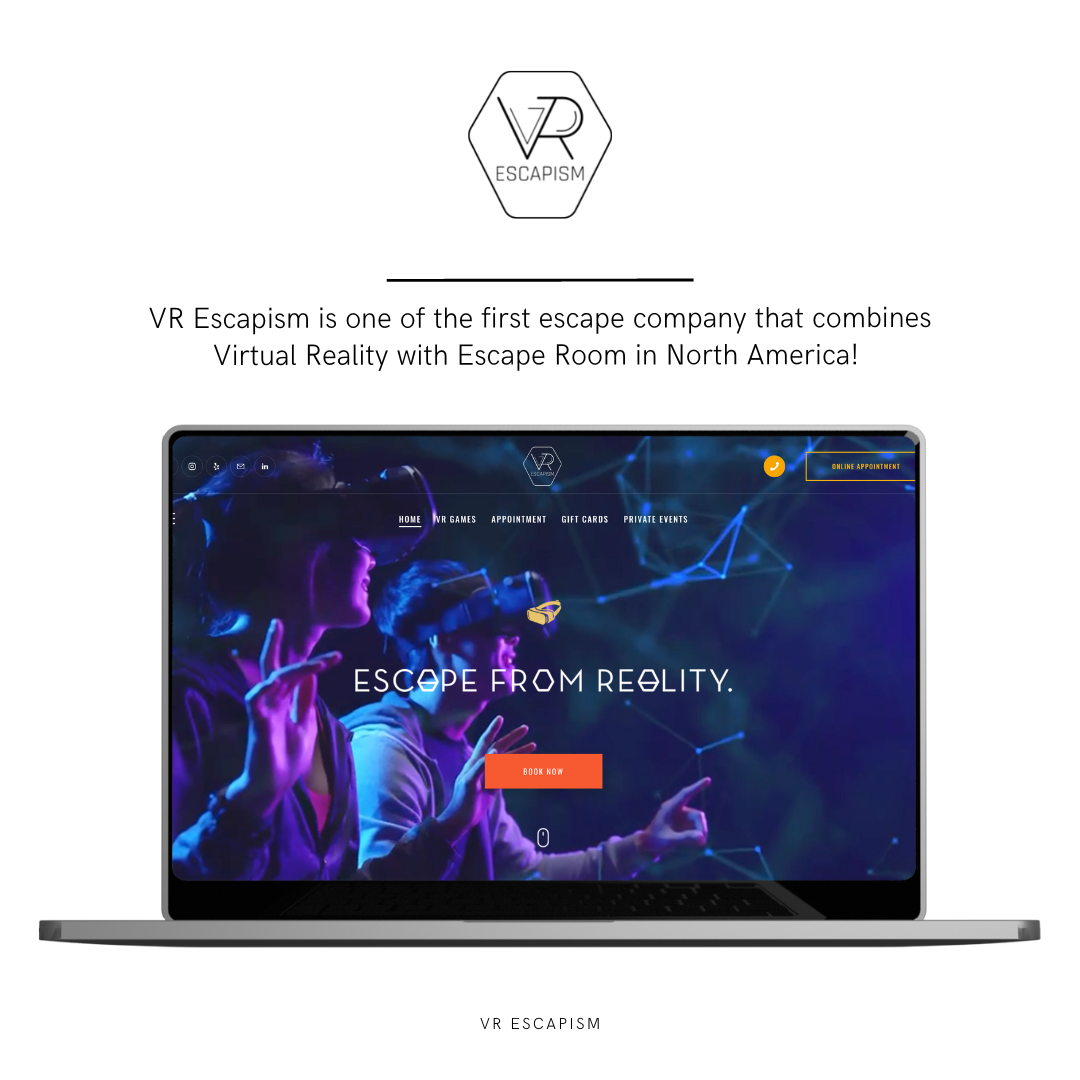 VR
ESCAPISM
VR Escapism is one of the first escape company that combines
Virtual Reality with Escape Room in North America!
in
VR
ESCAPISM
ONLINE APPOINTMENT
HOME VR GAMES APPOINTMENT GIFT CARDS PRIVATE EVENTS
ESCAPE FROM REALITY.
BOOK NOW
VR ESCAPISM